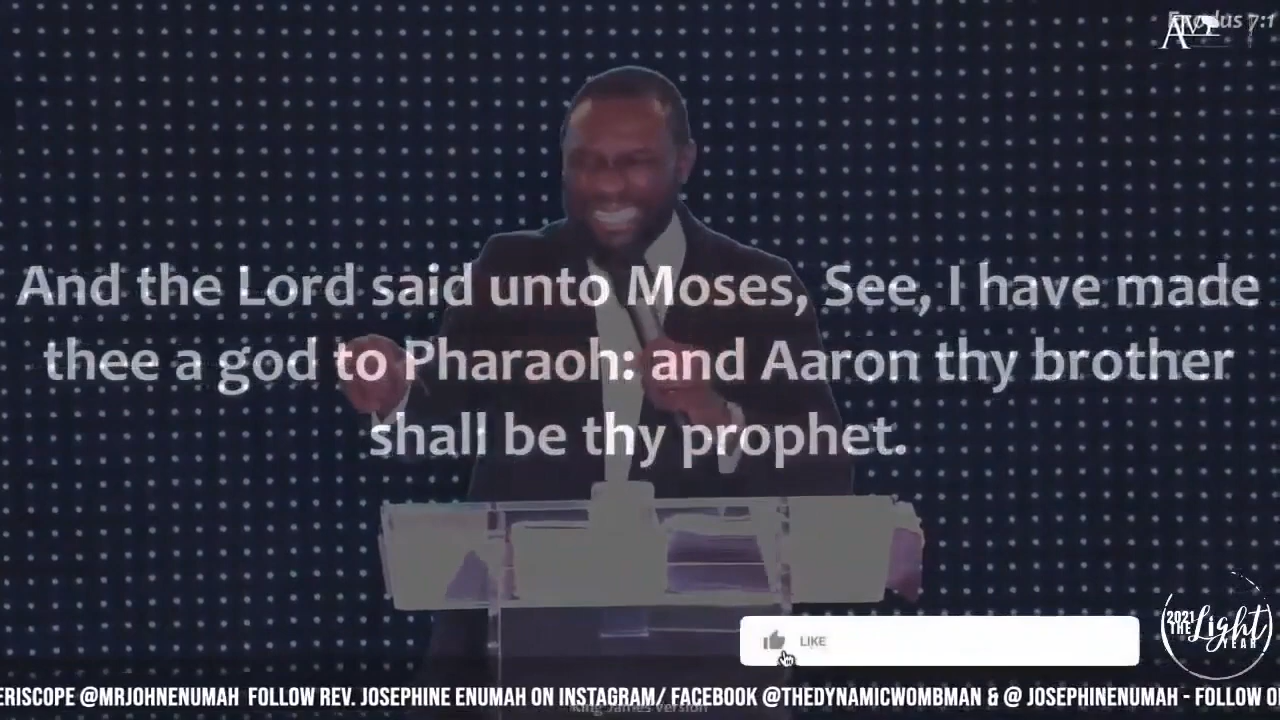 Exodus 7:1
And the Lord said unto Moses, See, I have made
thee a god to Pharaoh: and Aaron thy brother
shall be thy prophet.
LIKE
2021
THE Light
YEAR
ERISCOPE @MRJOHNENUMAH FOLLOW REV. JOSEPHINE ENUMAH ON INSTAGRAM/ FACEBOOK @THEDYNAMICWOMBMAN & @ JOSEPHINENUMAH - FOLLOW O
King James Version